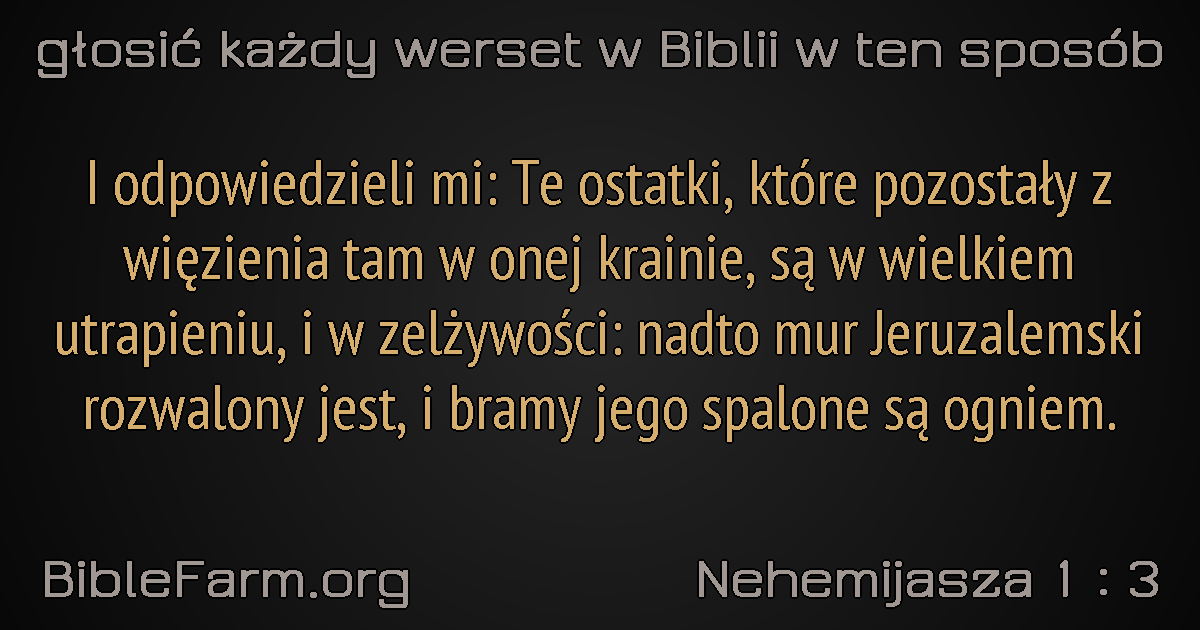 głosić każdy werset w Biblii w ten sposób
I odpowiedzieli mi: Te ostatki, które pozostały z
więzienia tam w onej krainie, są w wielkiem
utrapieniu, i w zelżywości: nadto mur Jeruzalemski
rozwalony jest, i bramy jego spalone są ogniem.
BibleFarm.org
Nehemijasza 1 : 3